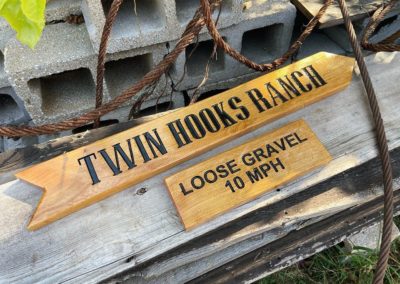 TWIN HOOKS RANCH
LOOSE GRAVEL
10 MPH